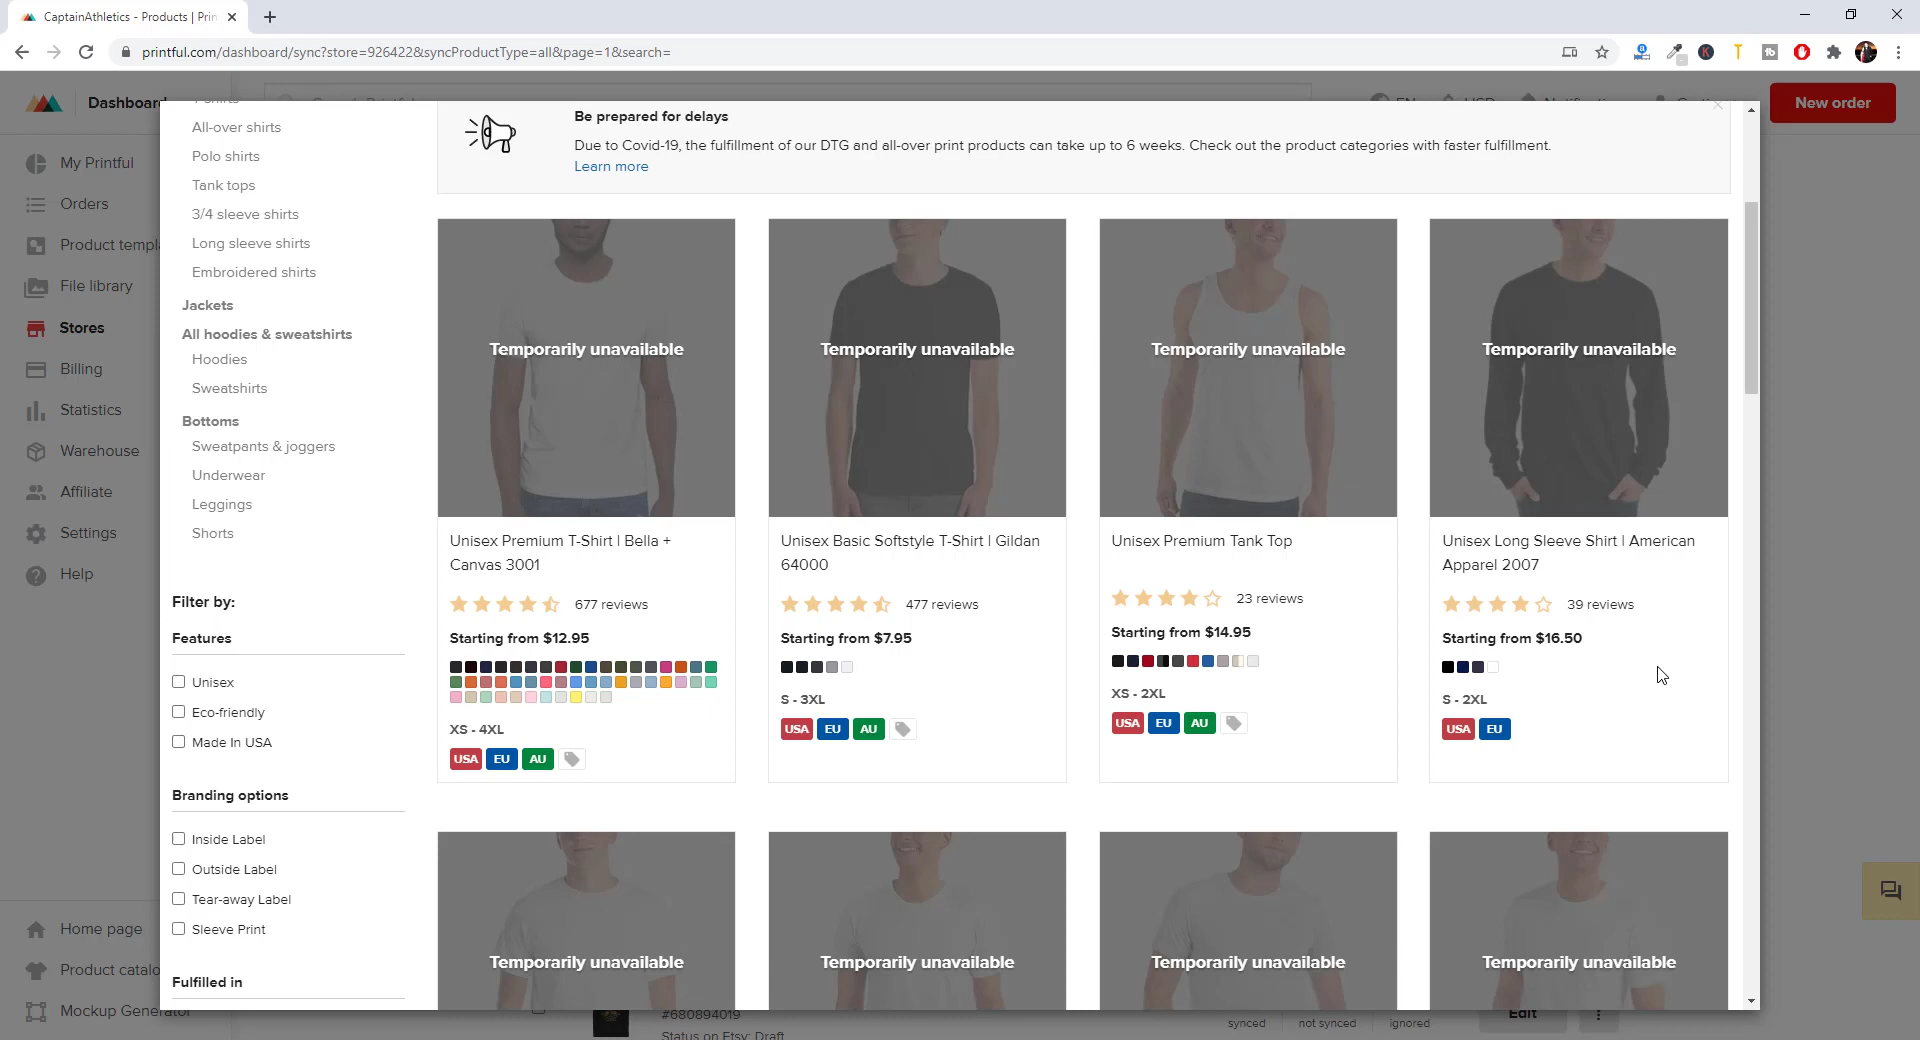 CaptainAthletics - Products | Prin
printful.com/dashboard/sync?store=926422&syncProductType=all&page=1&search=
Dashboard
New order
My Printful
Orders
Product templa
File library
Stores
Billing
Statistics
Warehouse
Affiliate
Settings
Help
Home page
Product catalo
Mockup Generator
T-shirts
All-over shirts
Polo shirts
Tank tops
3/4 sleeve shirts
Long sleeve shirts
Embroidered shirts
Jackets
All hoodies & sweatshirts
Hoodies
Sweatshirts
Bottoms
Sweatpants & joggers
Underwear
Leggings
Shorts
Filter by:
Features
Unisex
Eco-friendly
Made In USA
Branding options
Inside Label
Outside Label
Tear-away Label
Sleeve Print
Fulfilled in
Be prepared for delays
Due to Covid-19, the fulfillment of our DTG and all-over print products can take up to 6 weeks. Check out the product categories with faster fulfillment.
Learn more
Temporarily unavailable
Unisex Premium T-Shirt | Bella +
Canvas 3001
677 reviews
Starting from $12.95
XS - 4XL
USA EU AU
Temporarily unavailable
Unisex Basic Softstyle T-Shirt | Gildan
64000
477 reviews
Starting from $7.95
S - 3XL
USA EU AU
Temporarily unavailable
Unisex Premium Tank Top
23 reviews
Starting from $14.95
XS - 2XL
USA EU AU
Temporarily unavailable
Unisex Long Sleeve Shirt | American
Apparel 2007
39 reviews
Starting from $16.50
S - 2XL
USA EU
Temporarily unavailable
Temporarily unavailable
Temporarily unavailable
Temporarily unavailable
#680894019
Status on Etsy: Draft
synced
not synced
ignored
Edit